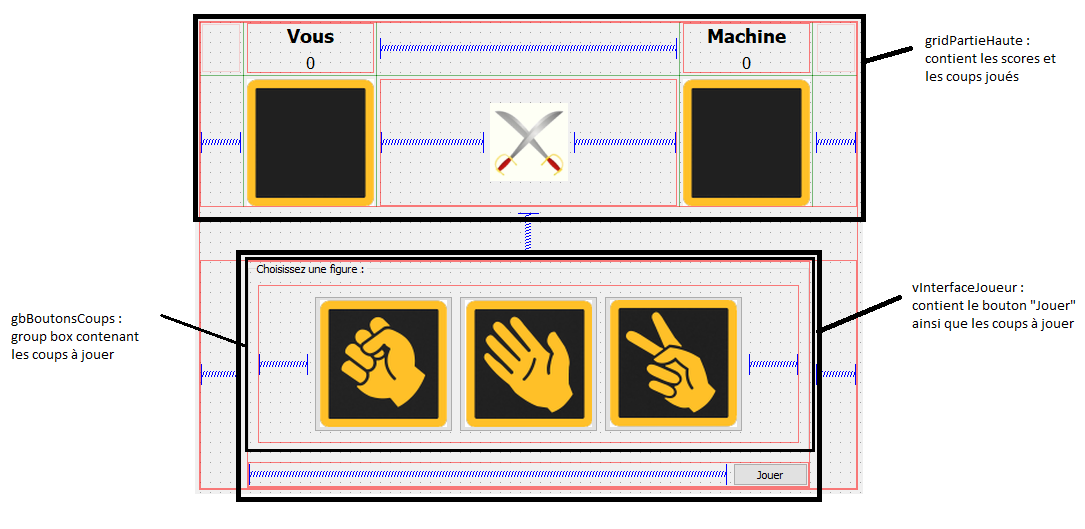 Vous
0
Machine
0
gridPartieHaute :
contient les scores et
les coups joués
Choisissez une figure :
gbBoutonsCoups :
group box contenant
les coups à jouer
vInterfaceJoueur :
contient le bouton "Jouer"
ainsi que les coups à jouer
Jouer